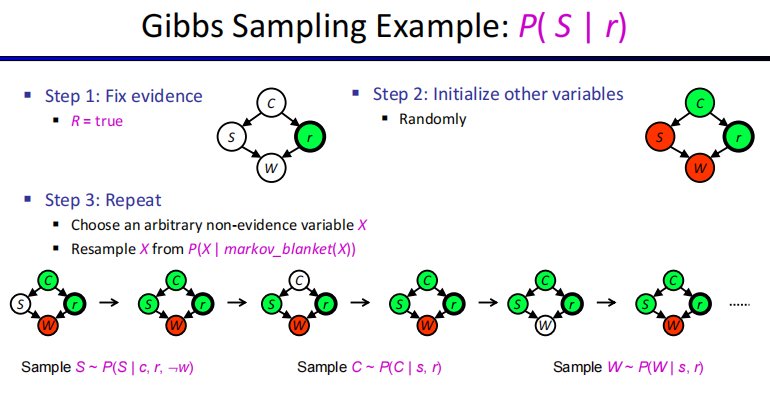 Gibbs Sampling Example: P( S | r)
Step 1: Fix evidence
R = true
C
S
r
W
Step 2: Initialize other variables
Randomly
C
S
r
W
Step 3: Repeat
Choose an arbitrary non-evidence variable X
Resample X from P(X | markov_blanket(X))
C C C C C C
S r S r S r S r S r S r ......
W W W W W W
Sample S ~ P(S | c, r, ¬w) Sample C ~ P(C | s, r) Sample W ~ P(W | s, r)